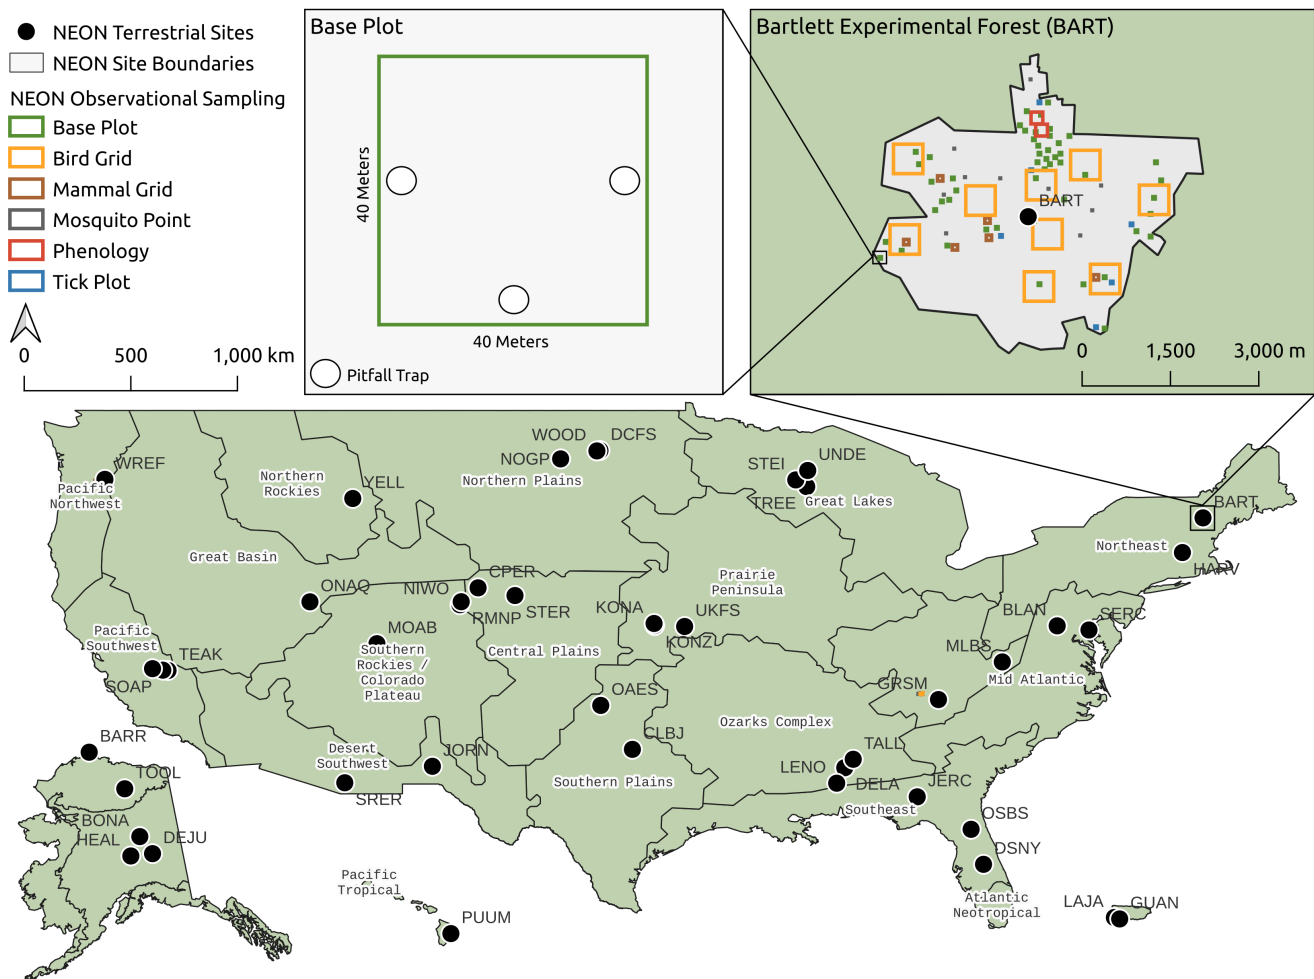 NEON Terrestrial Sites
NEON Site Boundaries
NEON Observational Sampling
Base Plot
Bird Grid
Mammal Grid
Mosquito Point
Phenology
Tick Plot
0 500 1,000 km
Base Plot
40 Meters
40 Meters
Pitfall Trap
Bartlett Experimental Forest (BART)
BART
0 1,500 3,000 m
WREF
Pacific
Northwest
Northern
Rockies
YELL
WOOD
DCFS
NOGP
Northern Plains
STEI
UNDE
TREE
Great Lakes
BART
Northeast
HARV
Great Basin
ONAQ
NIWO
CPER
RMNP
STER
Prairie
Peninsula
KONA
UKFS
KONZ
BLAN
SERC
MLBS
Mid Atlantic
Pacific
Southwest
TEAK
SOAP
MOAB
Southern
Rockies /
Colorado
Plateau
Central Plains
GRSM
OAES
Ozarks Complex
CLBJ
Southern Plains
Desert
Southwest
JORN
SRER
TALL
LENO
DELA
JERC
Southeast
OSBS
DSNY
Atlantic
Neotropical
BARR
TOOL
BONA
HEAL
DEJU
Pacific
Tropical
PUUM
LAJA
GUAN